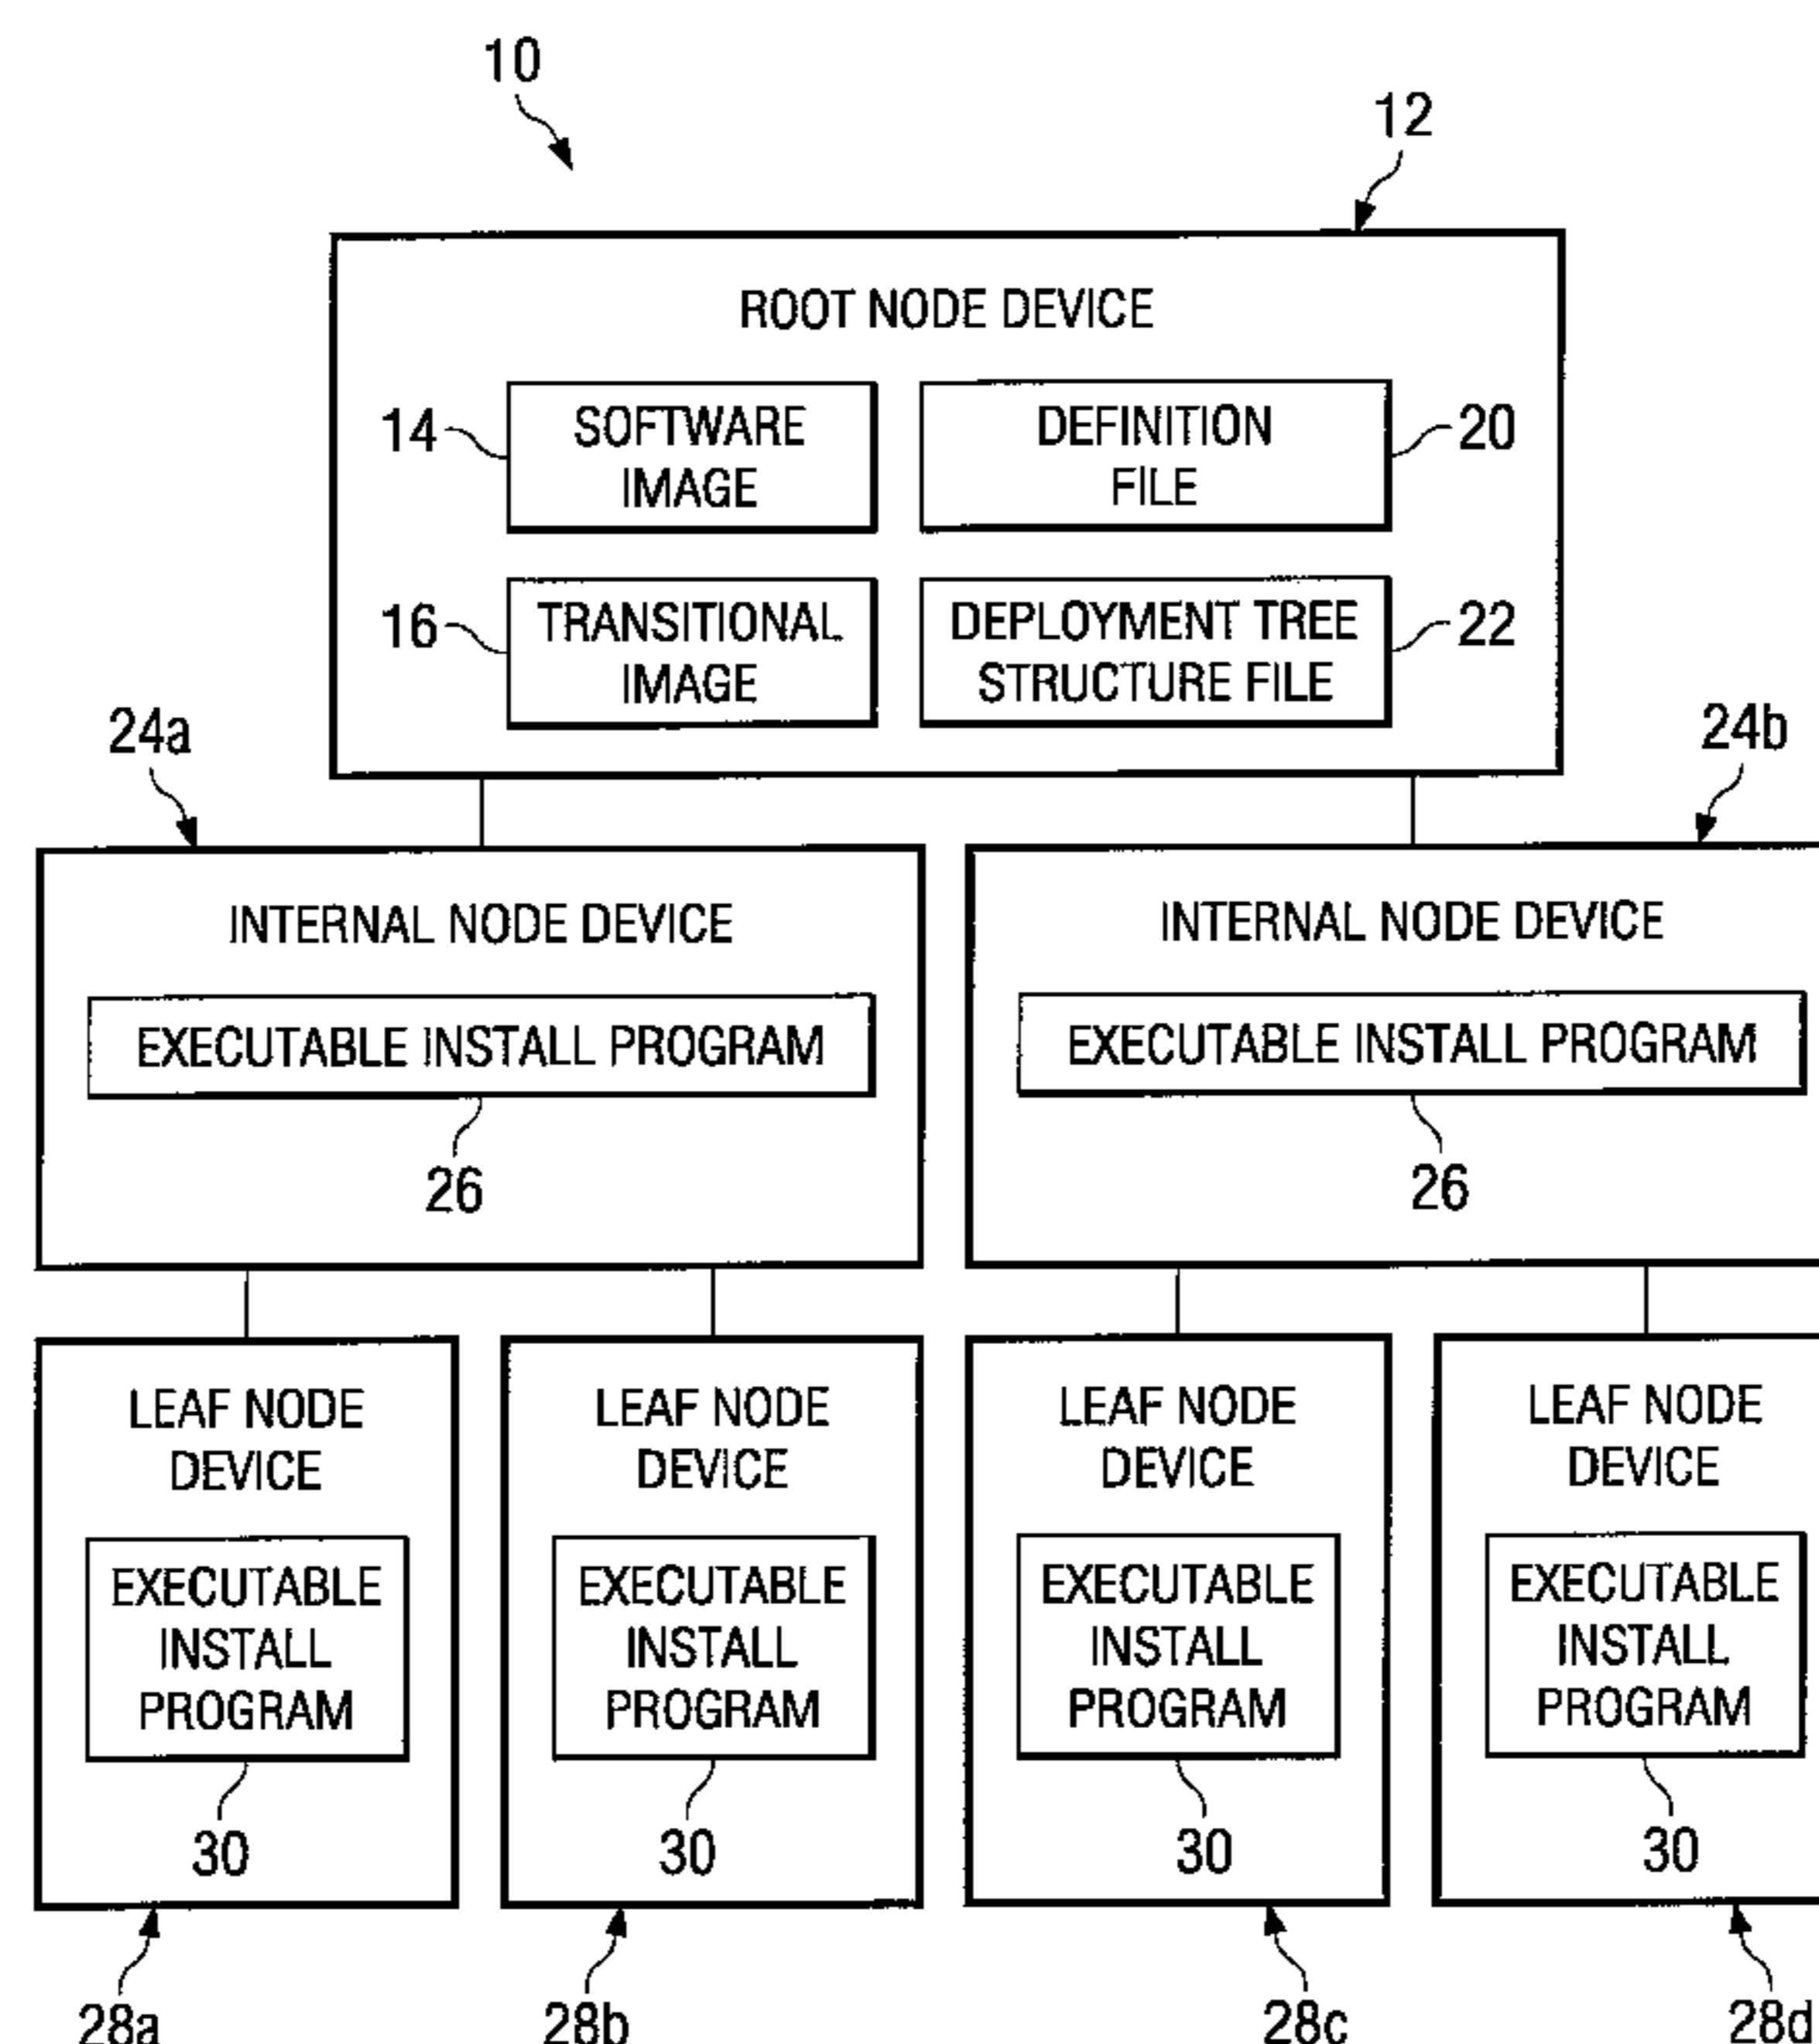 10
12
ROOT NODE DEVICE
14
SOFTWARE
IMAGE
DEFINITION
FILE
20
16
TRANSITIONAL
IMAGE
DEPLOYMENT TREE
STRUCTURE FILE
22
24a
24b
INTERNAL NODE DEVICE
EXECUTABLE INSTALL PROGRAM
26
INTERNAL NODE DEVICE
EXECUTABLE INSTALL PROGRAM
26
LEAF NODE
DEVICE
EXECUTABLE
INSTALL
PROGRAM
30
28a
LEAF NODE
DEVICE
EXECUTABLE
INSTALL
PROGRAM
30
28b
LEAF NODE
DEVICE
EXECUTABLE
INSTALL
PROGRAM
30
28c
LEAF NODE
DEVICE
EXECUTABLE
INSTALL
PROGRAM
30
28d